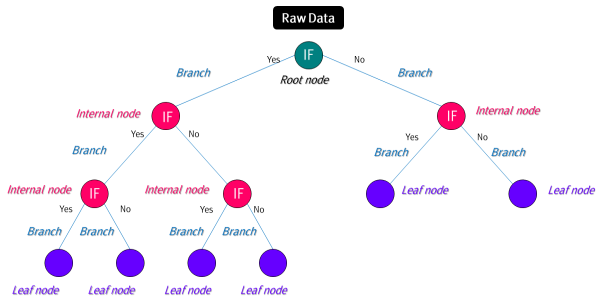 Raw Data
IF
Yes
No
Branch
Branch
Root node
Internal node
IF
IF
Internal node
Yes
No
Yes
No
Branch
Branch
Branch
Internal node
IF
Internal node
IF
Leaf node
Leaf node
Yes
No
Yes
No
Branch
Branch
Branch
Branch
Leaf node
Leaf node
Leaf node
Leaf node